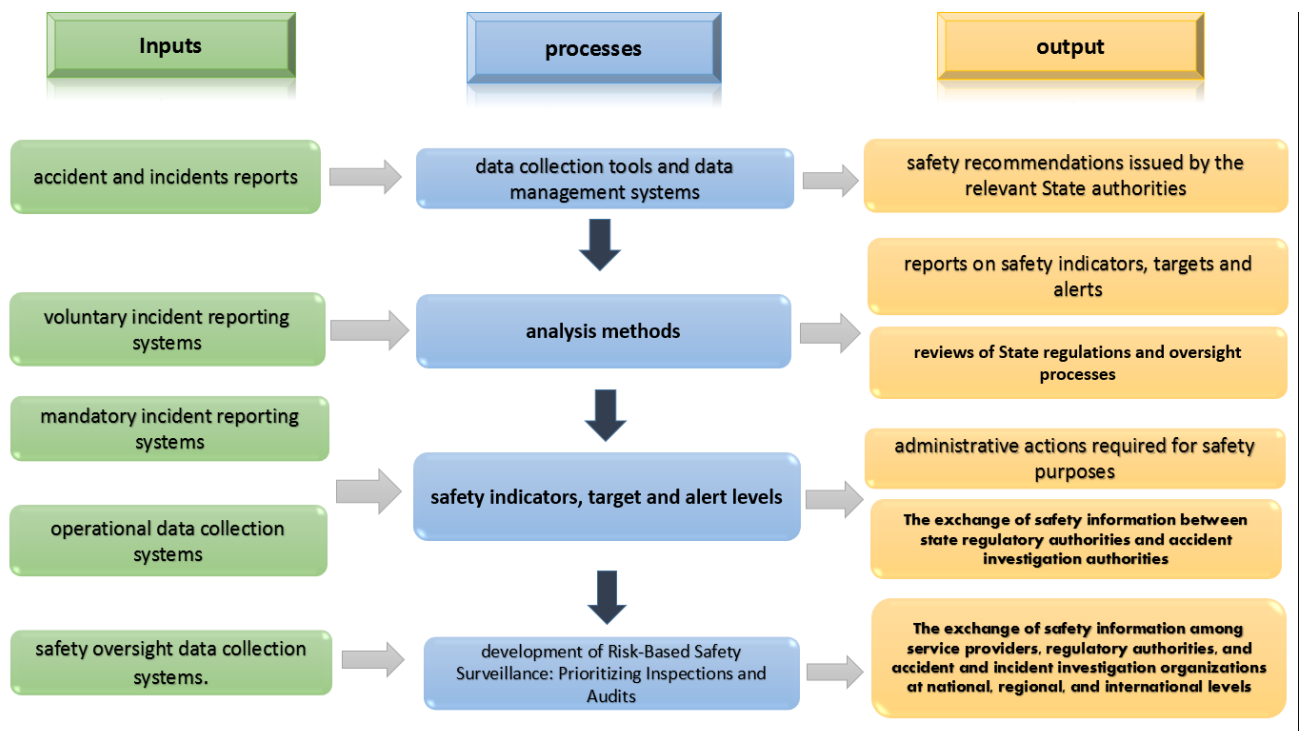 Inputs
processes
output
accident and incidents reports
data collection tools and data
management systems
safety recommendations issued by the
relevant State authorities
reports on safety indicators, targets and
alerts
voluntary incident reporting
systems
analysis methods
reviews of State regulations and oversight
processes
mandatory incident reporting
systems
administrative actions required for safety
purposes
safety indicators, target and alert levels
operational data collection
systems
The exchange of safety information between
state regulatory authorities and accident
investigation authorities
safety oversight data collection
systems.
development of Risk-Based Safety
Surveillance: Prioritizing Inspections and
Audits
The exchange of safety information among
service providers, regulatory authorities, and
accident and incident investigation organizations
at national, regional, and international levels